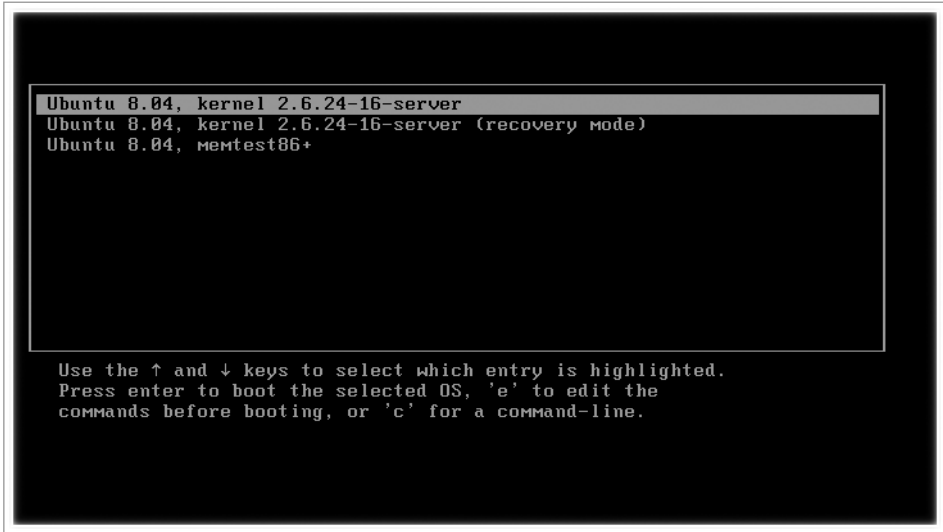 Ubuntu 8.04, kernel 2.6.24-16-server
Ubuntu 8.04, kernel 2.6.24-16-server (recovery mode)
Ubuntu 8.04, memtest86+
Use the ↑ and ↓ keys to select which entry is highlighted.
Press enter to boot the selected OS, 'e' to edit the
commands before booting, or 'c' for a command-line.